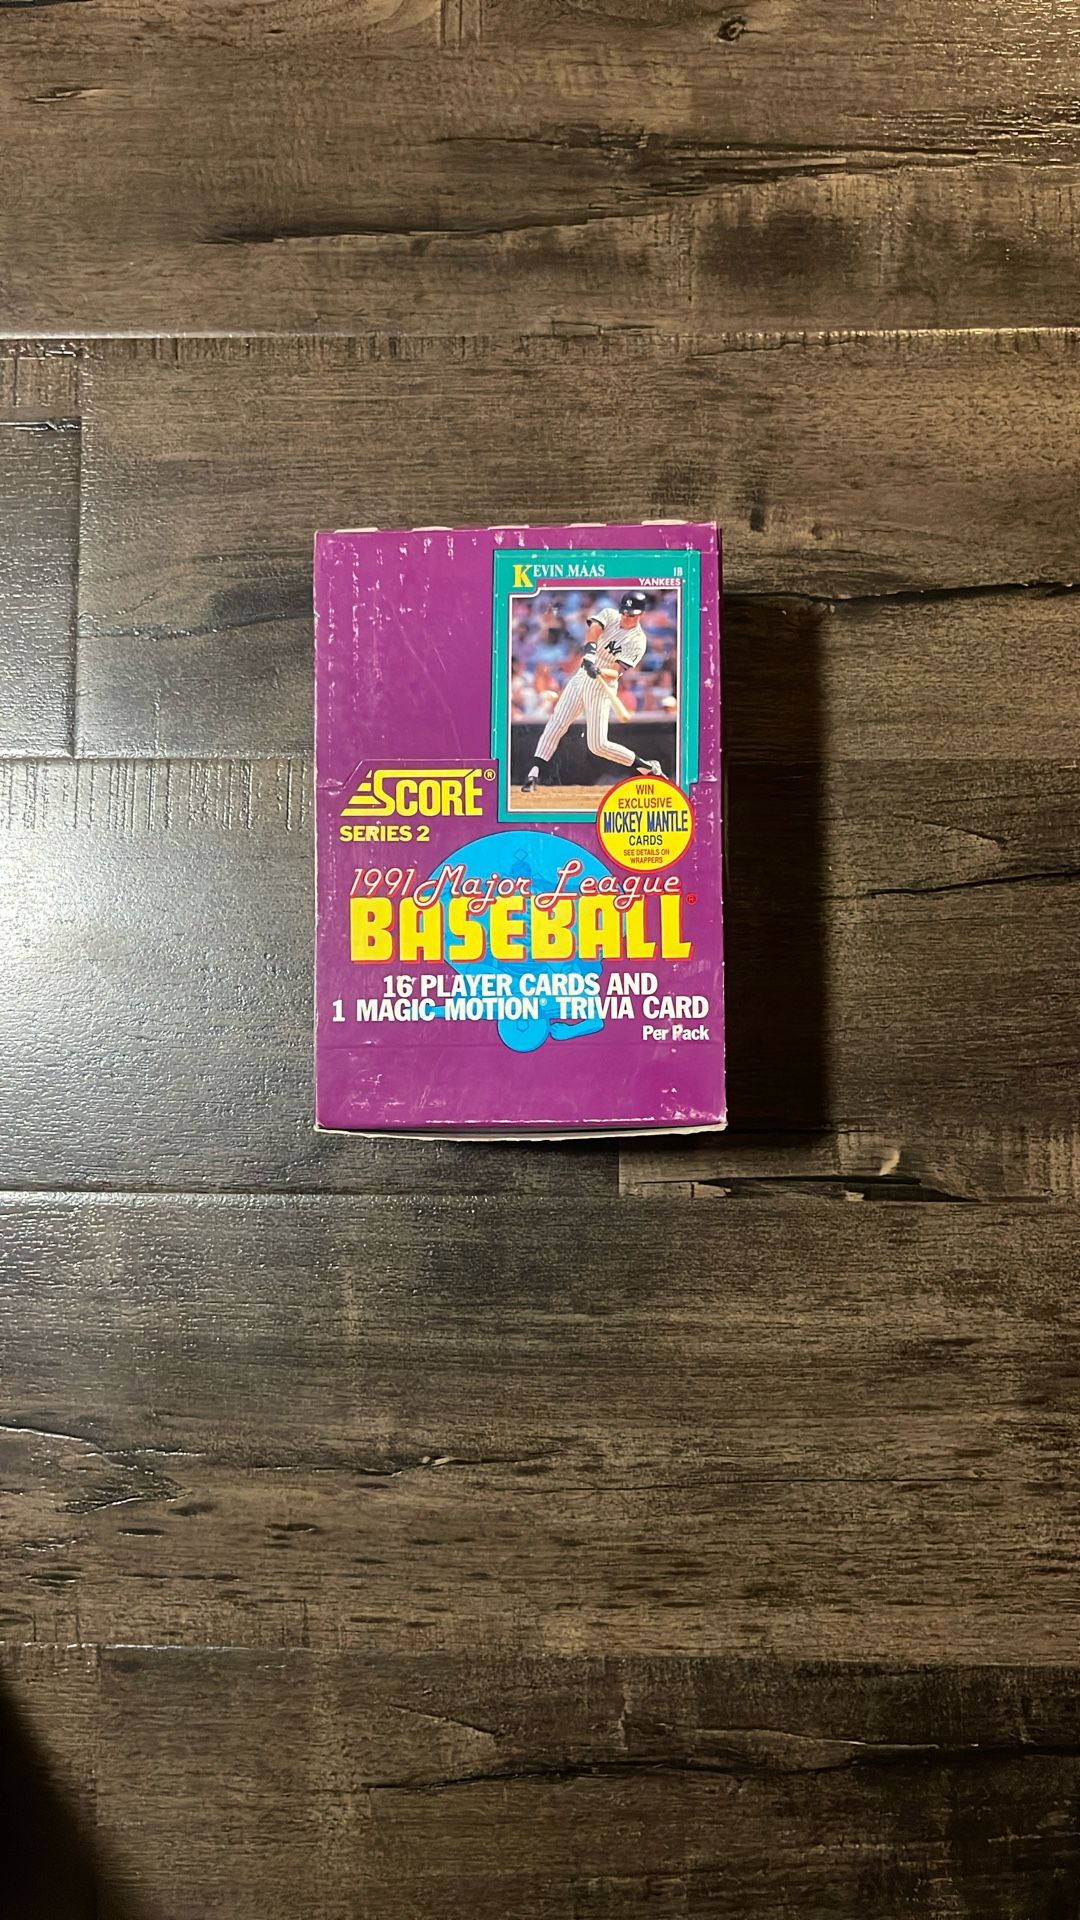 KEVIN MAAS 1B
YANKEES
SCORE®
SERIES 2
WIN
EXCLUSIVE
MICKEY MANTLE
CARDS
SEE DETAILS ON
WRAPPERS
1991 Major League
BASEBALL®
16 PLAYER CARDS AND
1 MAGIC MOTION® TRIVIA CARD
Per Pack